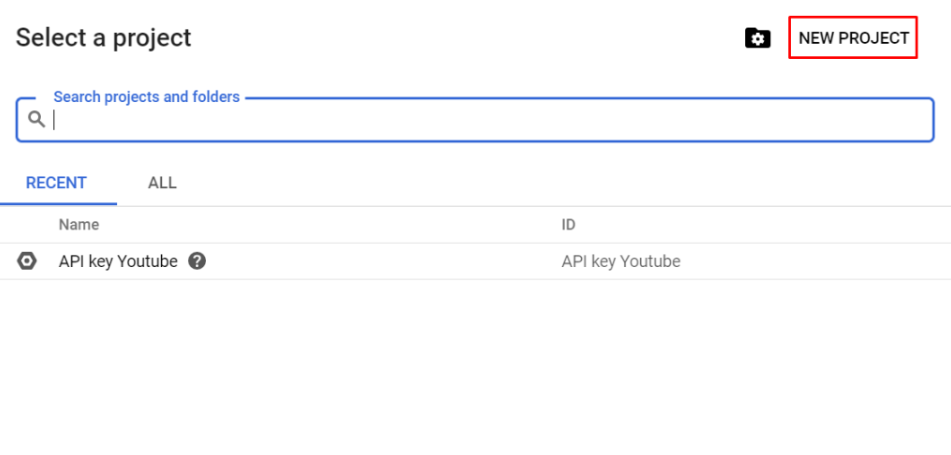 Select a project
NEW PROJECT
Search projects and folders
RECENT ALL
Name ID
API key Youtube API key Youtube